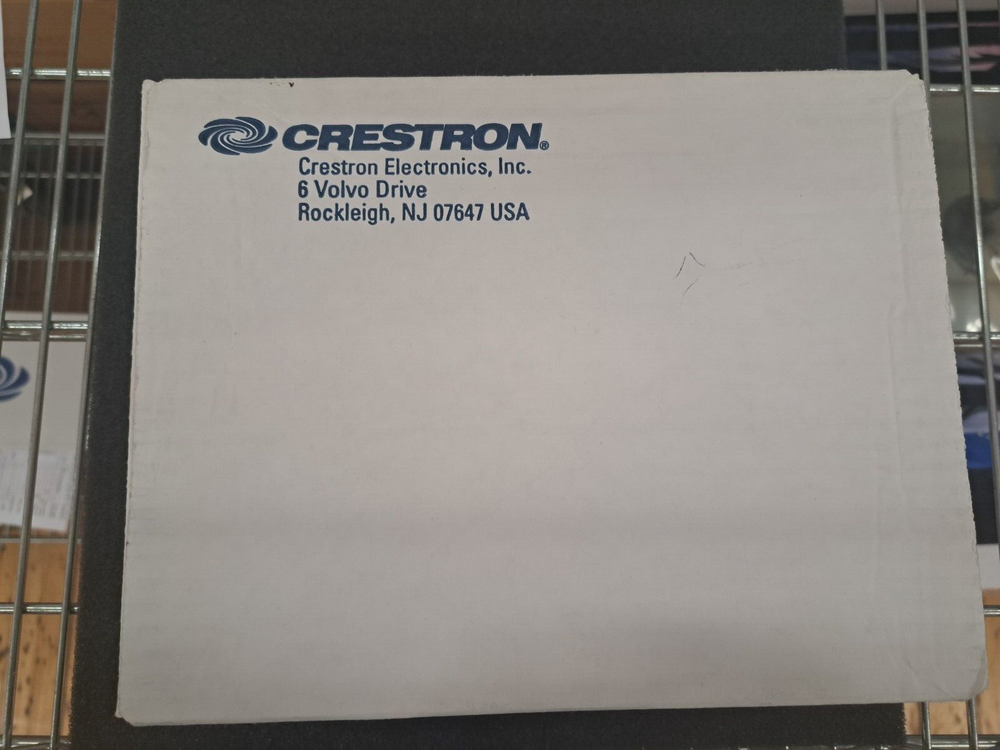 CRESTRON®
Crestron Electronics, Inc.
6 Volvo Drive
Rockleigh, NJ 07647 USA